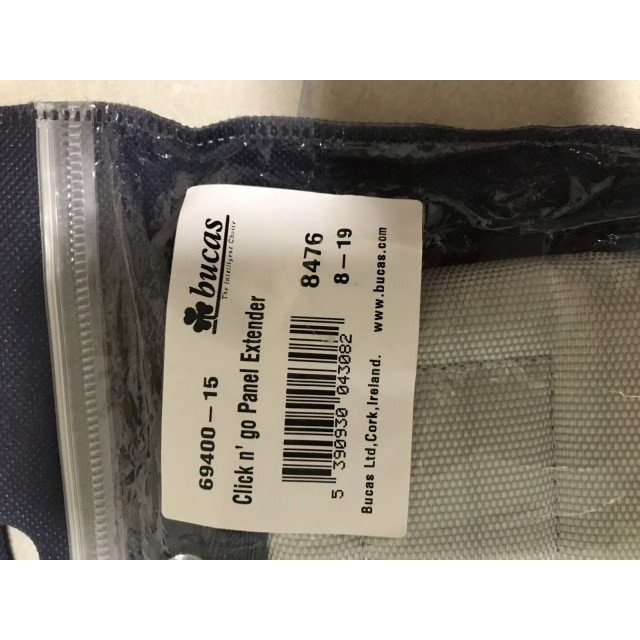 bucas
The Intelligent Choice
69400-15
Click n' go Panel Extender
8476
8-19
5 390930 043082
Bucas Ltd,Cork,Ireland.
www.bucas.com